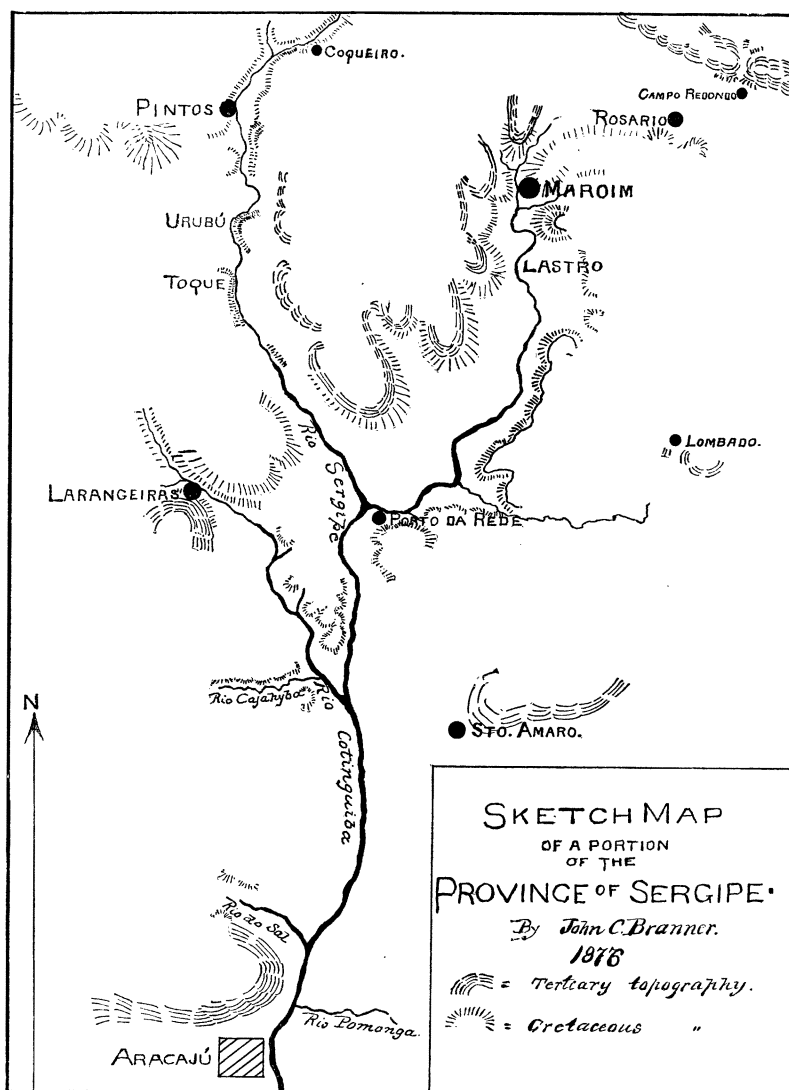 COQUEIRO.
CAMPO REDONDO
PINTOS
ROSARIO
MAROIM
URUBÚ
LASTRO
TOQUE
Rio Sergipe
LOMBADO.
LARANGEIRAS
PORTO DA REDE
Rio Cajahyba
N
STO. AMARO.
Rio Cotinguiba
Rio do Sal
Rio Pomonga.
ARACAJÚ
SKETCH MAP
OF A PORTION
OF THE
PROVINCE OF SERGIPE.
By John C. Branner.
1876
= Tertiary topography.
= Cretaceous "